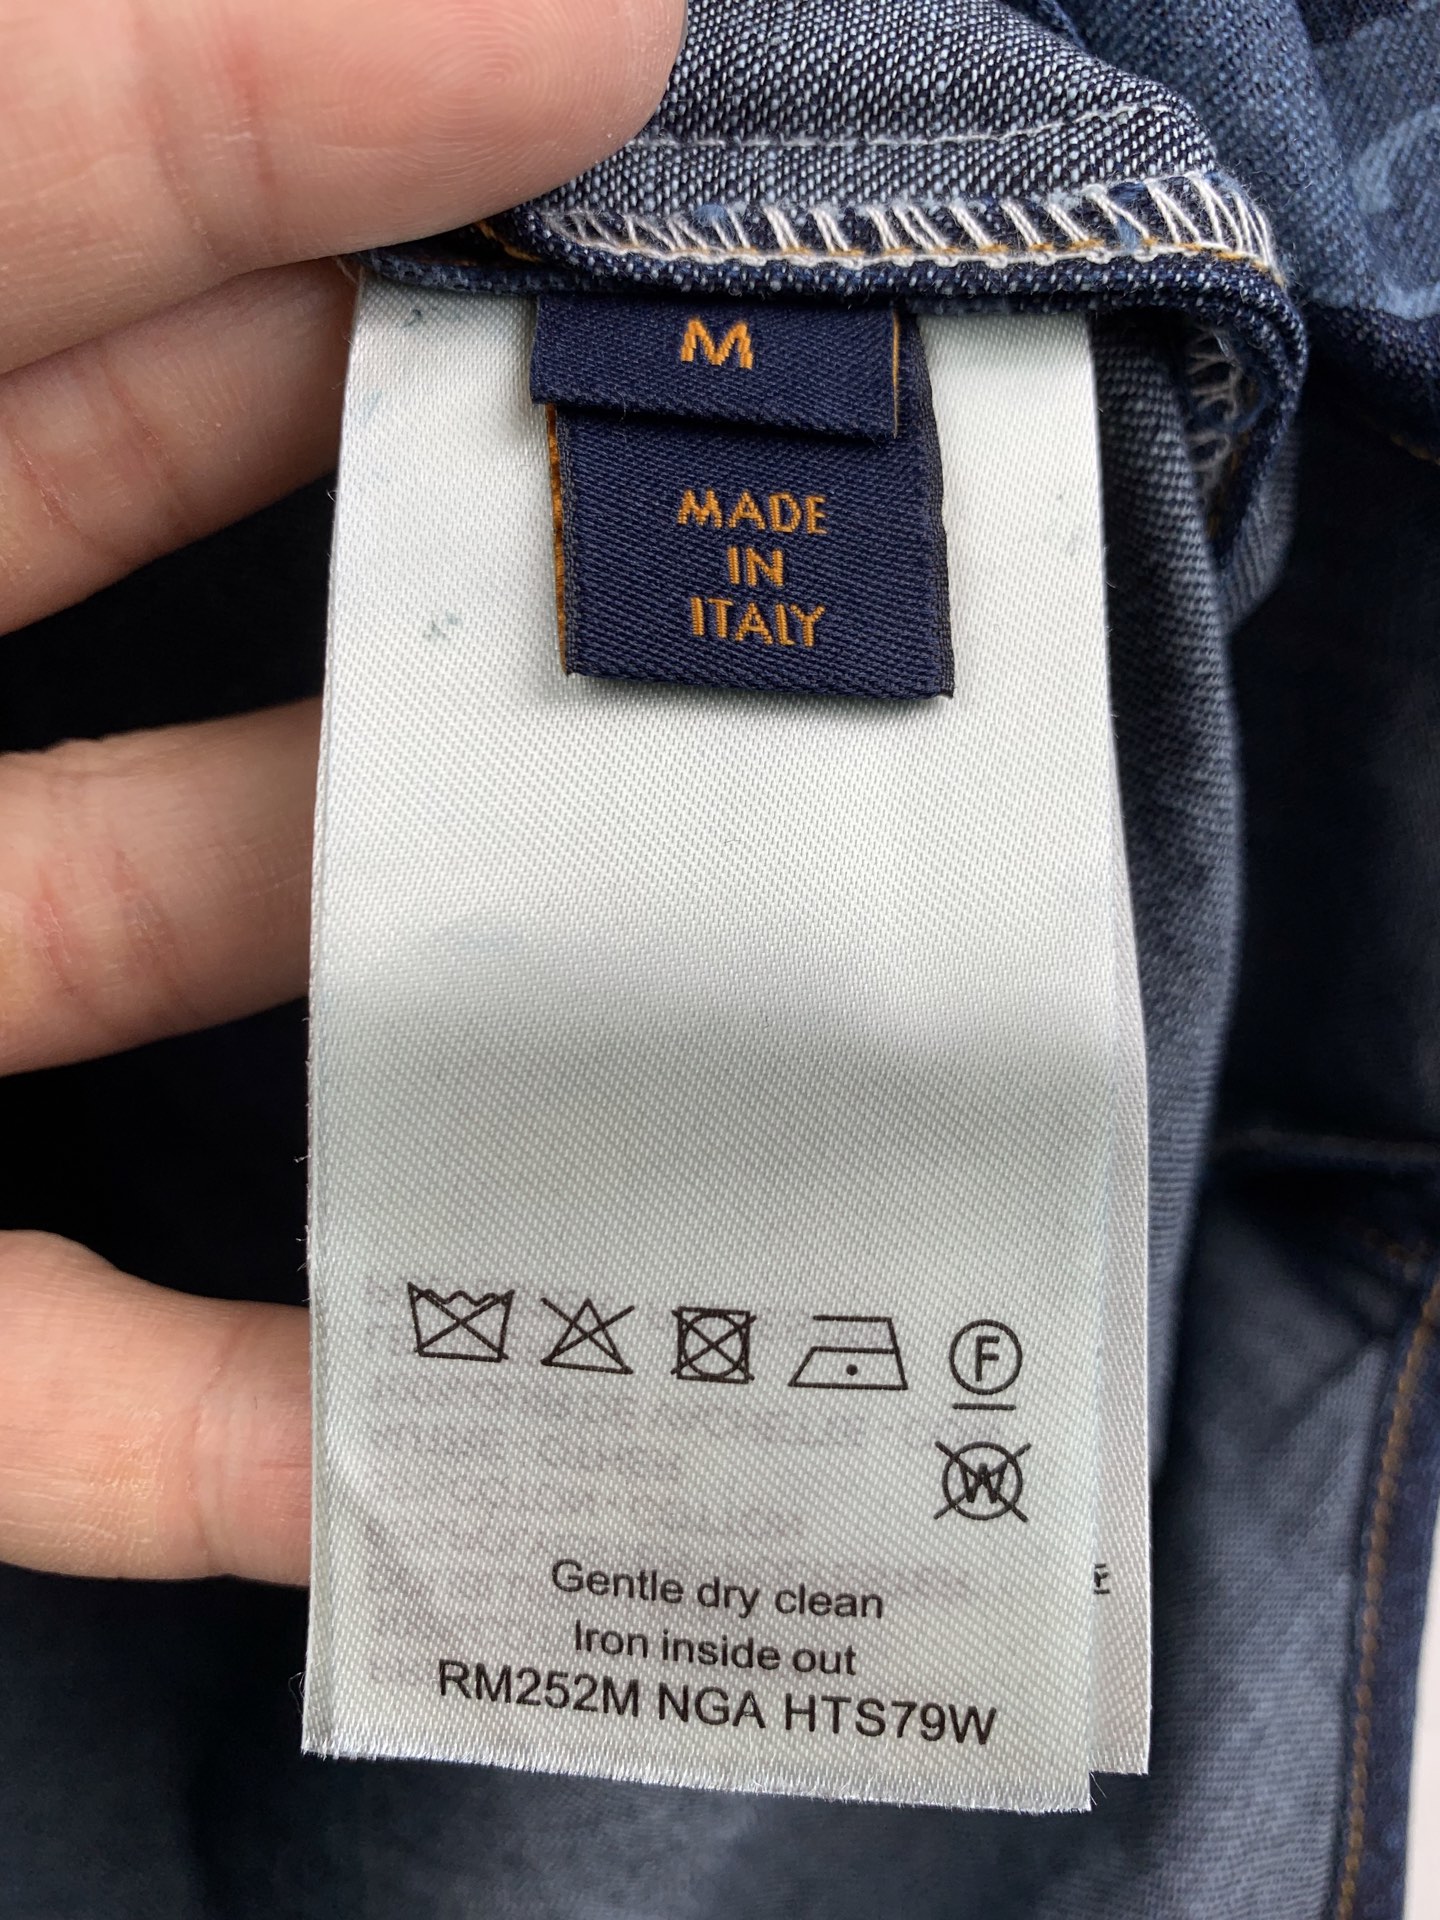 M
MADE
IN
ITALY
F
W
Gentle dry clean
Iron inside out
RM252M NGA HTS79W